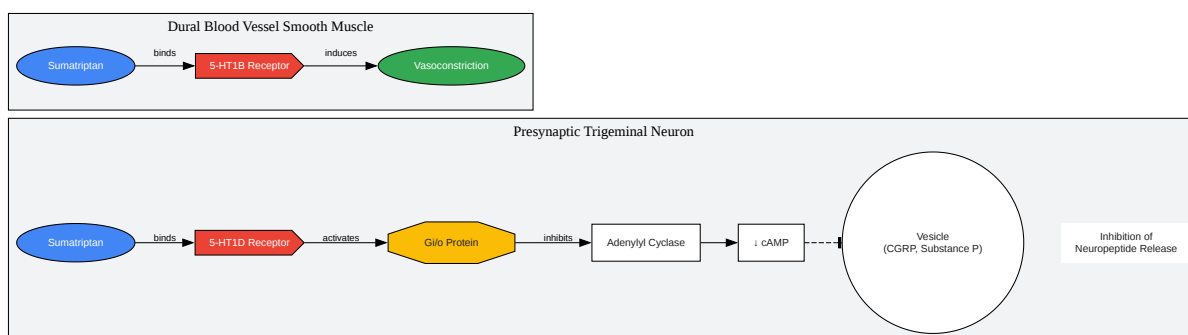 Dural Blood Vessel Smooth Muscle
Sumatriptan
binds
5-HT1B Receptor
induces
Vasoconstriction
Presynaptic Trigeminal Neuron
Sumatriptan
binds
5-HT1D Receptor
activates
Gi/o Protein
inhibits
Adenylyl Cyclase
↓ cAMP
Vesicle
(CGRP, Substance P)
Inhibition of
Neuropeptide Release